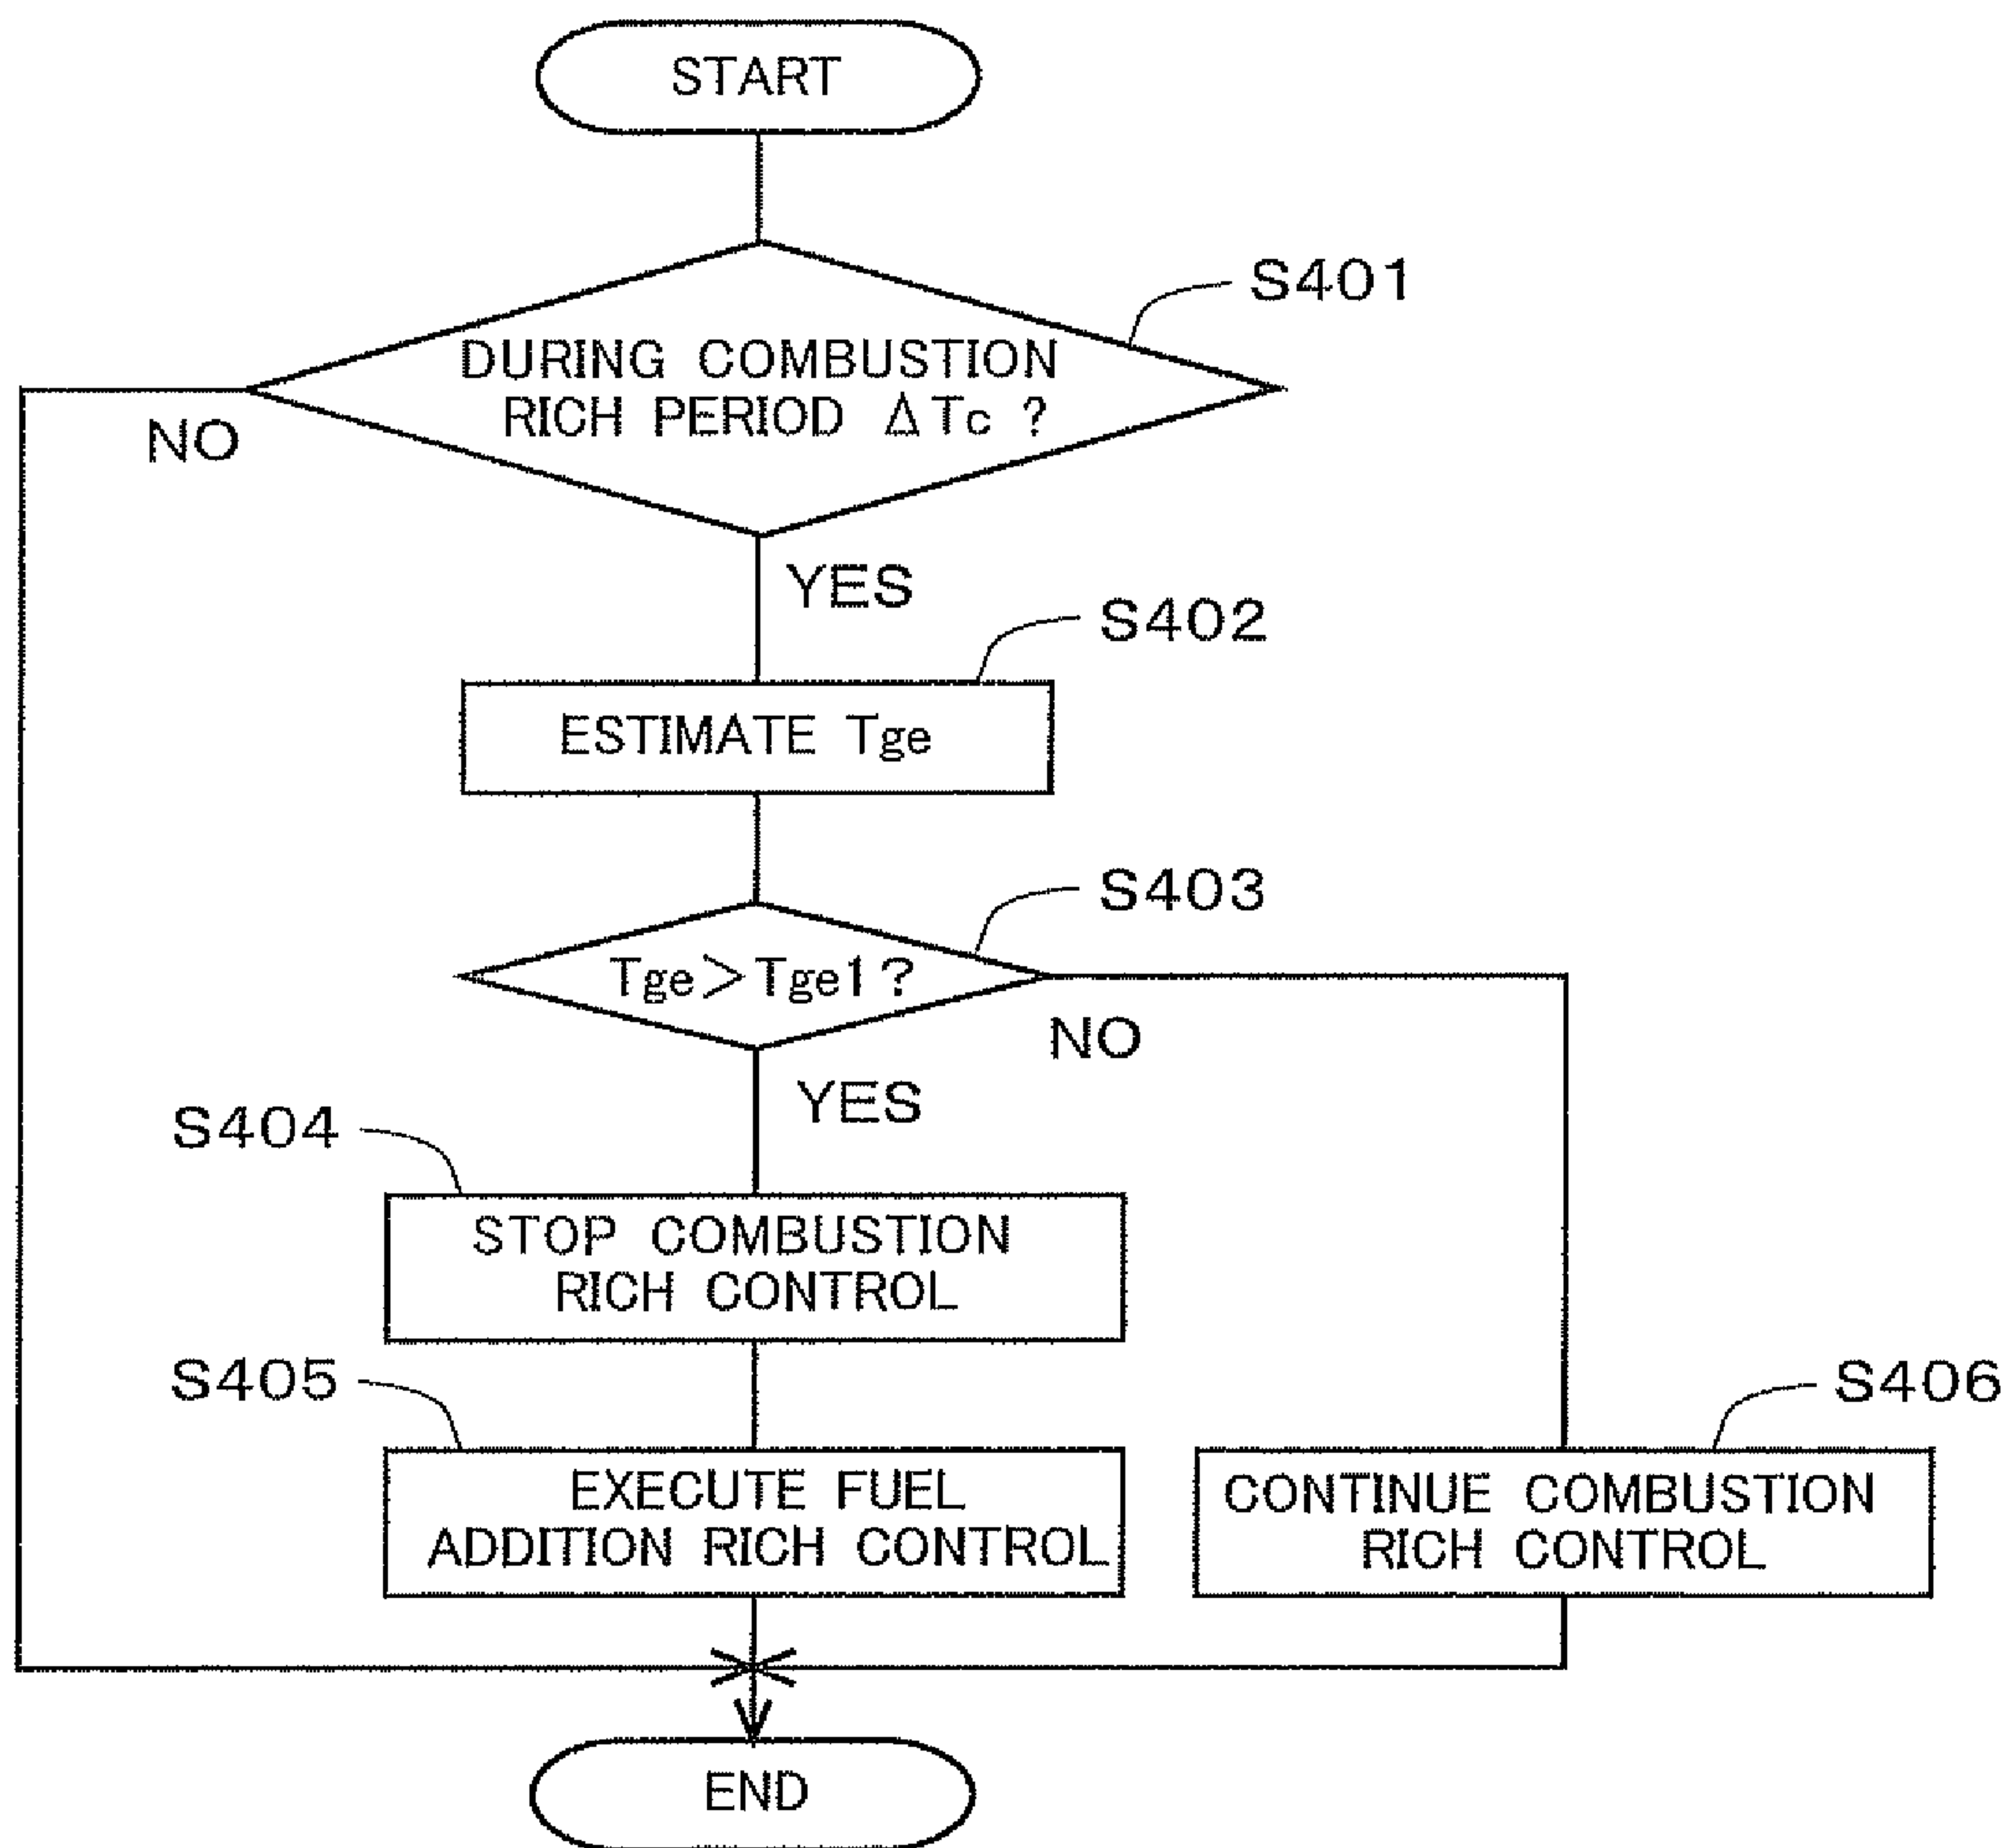 START
S401
DURING COMBUSTION
RICH PERIOD ΔTc ?
NO
YES
S402
ESTIMATE Tge
S403
Tge>Tge1?
NO
YES
S404
STOP COMBUSTION
RICH CONTROL
S405
EXECUTE FUEL
ADDITION RICH CONTROL
S406
CONTINUE COMBUSTION
RICH CONTROL
END